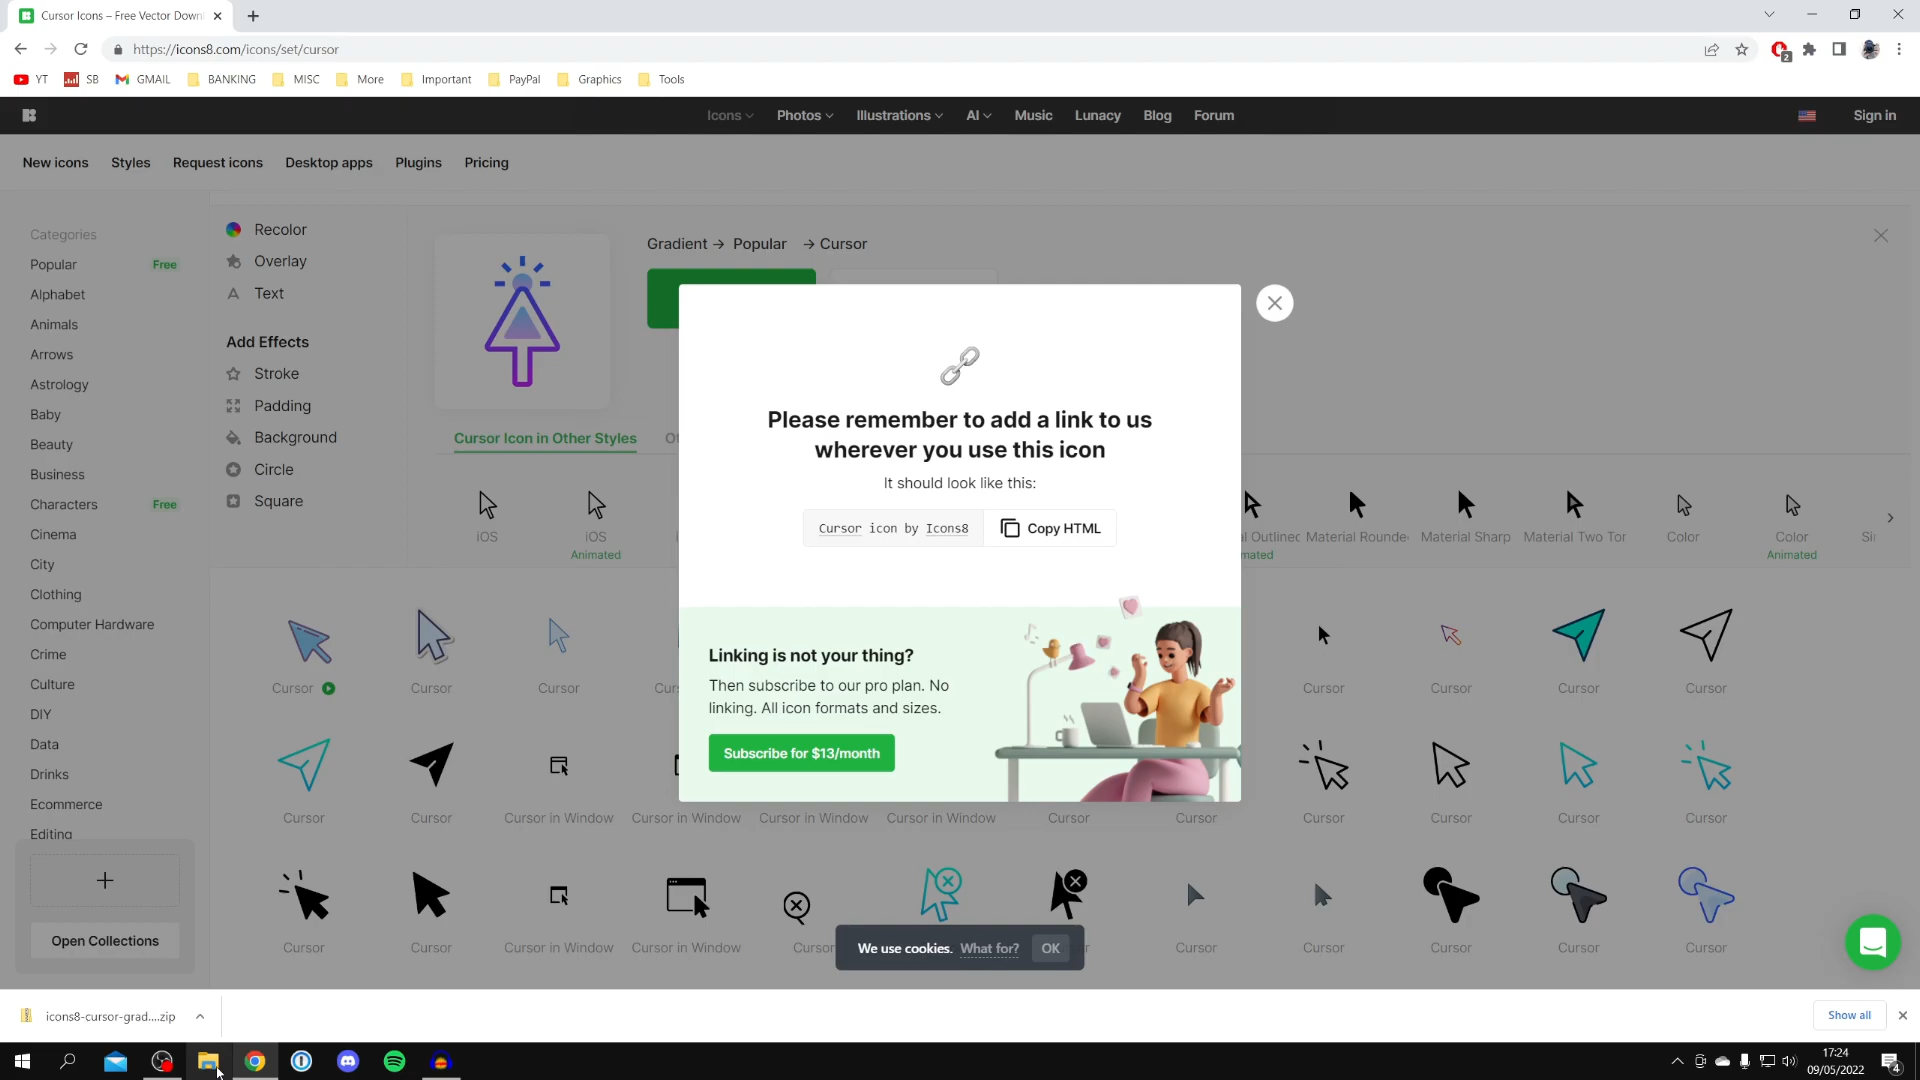 Cursor Icons – Free Vector Down
https://icons8.com/icons/set/cursor
2
YT
SB
GMAIL
BANKING
MISC
More
Important
PayPal
Graphics
Tools
Icons
Photos
Illustrations
AI
Music
Lunacy
Blog
Forum
Sign in
New icons
Styles
Request icons
Desktop apps
Plugins
Pricing
Categories
Popular Free
Alphabet
Animals
Arrows
Astrology
Baby
Beauty
Business
Characters Free
Cinema
City
Clothing
Computer Hardware
Crime
Culture
DIY
Data
Drinks
Ecommerce
Editing
Open Collections
Recolor
Overlay
Text
Add Effects
Stroke
Padding
Background
Circle
Square
Gradient → Popular → Cursor
Cursor Icon in Other Styles
iOS
iOS
Animated
Outlined
Material Rounde
Material Sharp
Material Two Ton
Color
Color
Animated
Please remember to add a link to us
wherever you use this icon
It should look like this:
Cursor icon by Icons8
Copy HTML
Linking is not your thing?
Then subscribe to our pro plan. No
linking. All icon formats and sizes.
Subscribe for $13/month
Cursor
Cursor
Cursor
Cursor
Cursor
Cursor
Cursor
Cursor
Cursor
Cursor in Window
Cursor in Window
Cursor in Window
Cursor in Window
Cursor
Cursor
Cursor
Cursor
Cursor
Cursor
Cursor
Cursor
Cursor in Window
Cursor in Window
Cursor
Cursor
Cursor
Cursor
Cursor
Cursor
We use cookies. What for? OK
icons8-cursor-grad....zip
Show all
17:24
09/05/2022
4